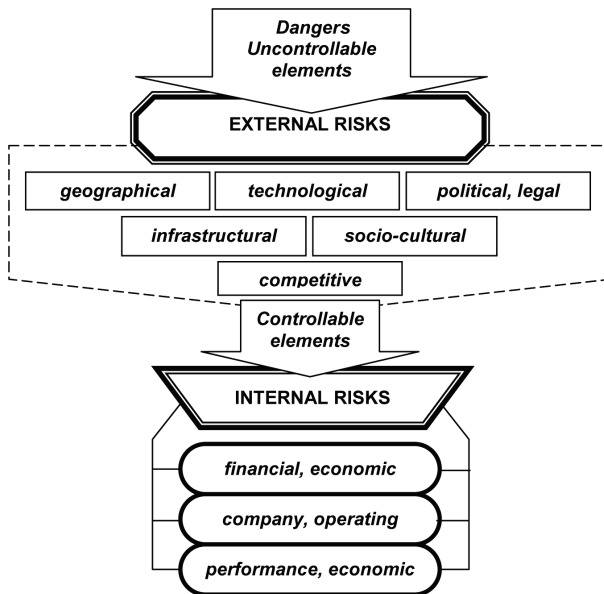 Dangers
Uncontrollable
elements
EXTERNAL RISKS
geographical
technological
political, legal
infrastructural
socio-cultural
competitive
Controllable
elements
INTERNAL RISKS
financial, economic
company, operating
performance, economic